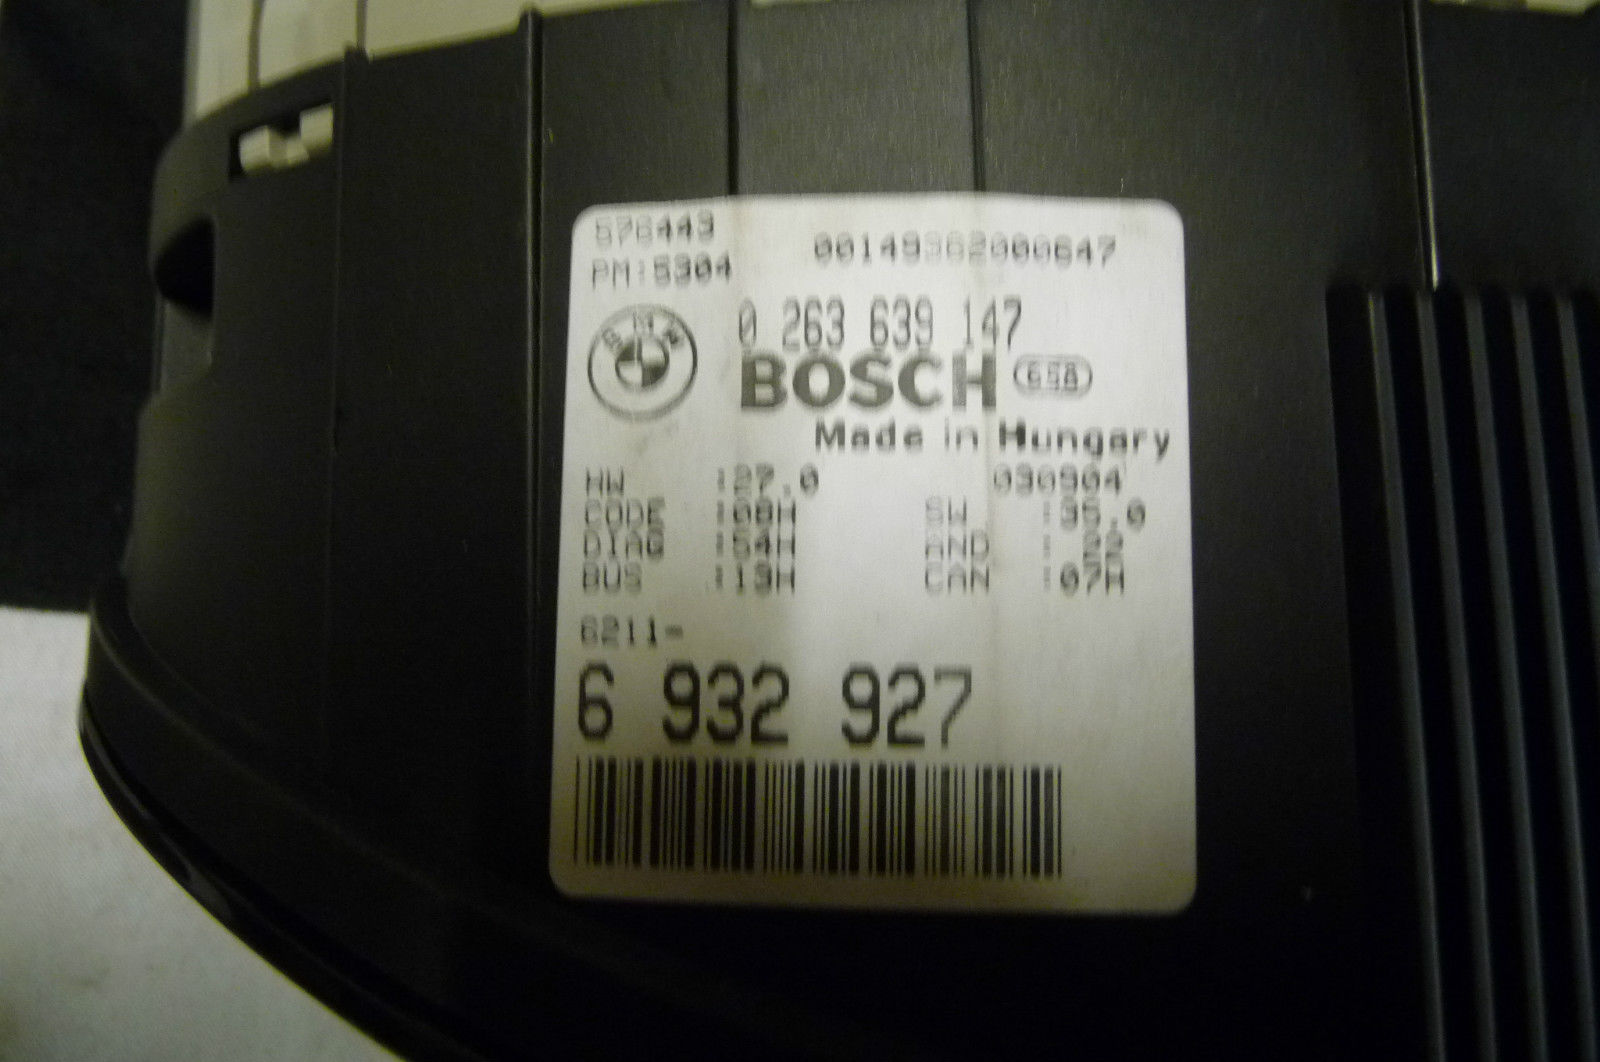 576443
PM:5304
00149362000647
BMW
0 263 639 147
BOSCH 658
Made in Hungary
HW :27.0 030904
CODE :08H SW :35.0
DIAG :54H AND : 22
BUS :13H CAN :07H
6211-
6 932 927